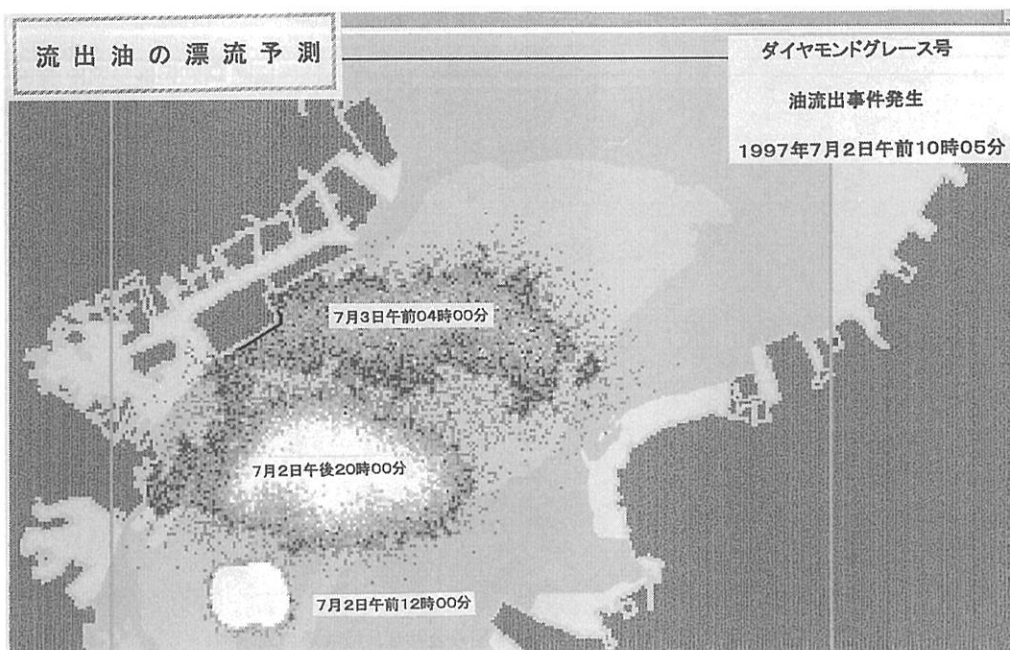 流出油の漂流予測
ダイヤモンドグレース号
油流出事件発生
1997年7月2日午前10時05分
7月3日午前04時00分
7月2日午後20時00分
7月2日午前12時00分